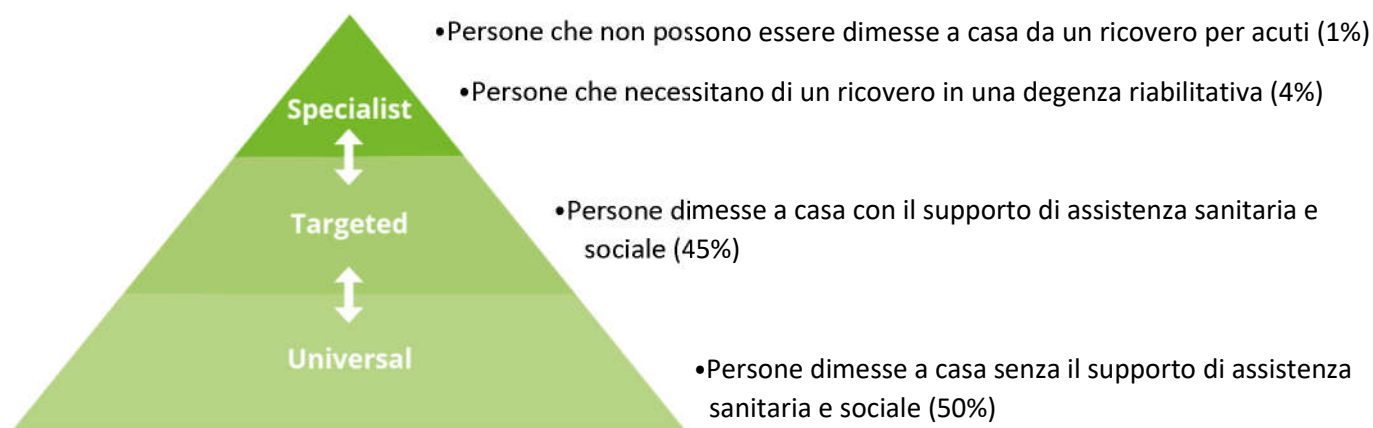 •Persone che non possono essere dimesse a casa da un ricovero per acuti (1%)
•Persone che necessitano di un ricovero in una degenza riabilitativa (4%)
Specialist
•Persone dimesse a casa con il supporto di assistenza sanitaria e
sociale (45%)
Targeted
Universal
•Persone dimesse a casa senza il supporto di assistenza
sanitaria e sociale (50%)